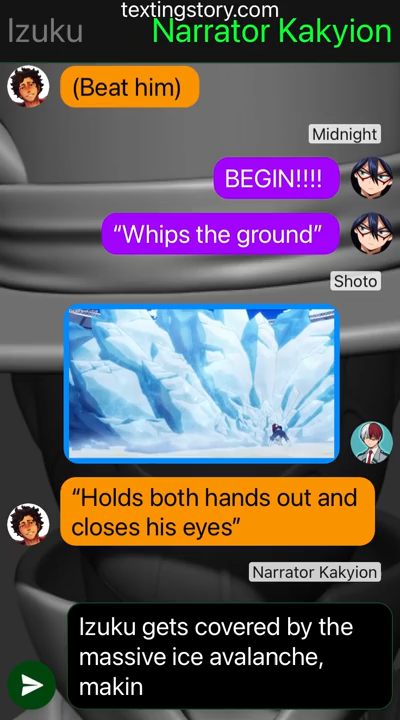 textingstory.com
Izuku
Narrator Kakyion
(Beat him)
Midnight
BEGIN!!!!
“Whips the ground”
Shoto
“Holds both hands out and
closes his eyes”
Narrator Kakyion
Izuku gets covered by the
massive ice avalanche,
makin